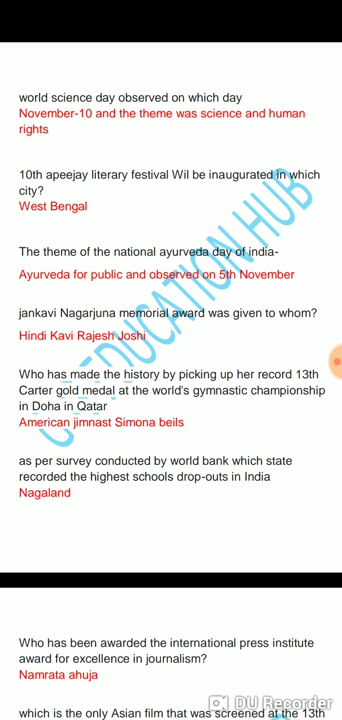 world science day observed on which day
November-10 and the theme was science and human
rights
10th apeejay literary festival Wil be inaugurated in which
city?
West Bengal
The theme of the national ayurveda day of india-
Ayurveda for public and observed on 5th November
jankavi Nagarjuna memorial award was given to whom?
Hindi Kavi Rajesh Joshi
Who has made the history by picking up her record 13th
Carter gold medal at the world's gymnastic championship
in Doha in Qatar
American jimnast Simona beils
as per survey conducted by world bank which state
recorded the highest schools drop-outs in India
Nagaland
EDUCATION HUB
Who has been awarded the international press institute
award for excellence in journalism?
Namrata ahuja
which is the only Asian film that was screened at the 13th
DU Recorder